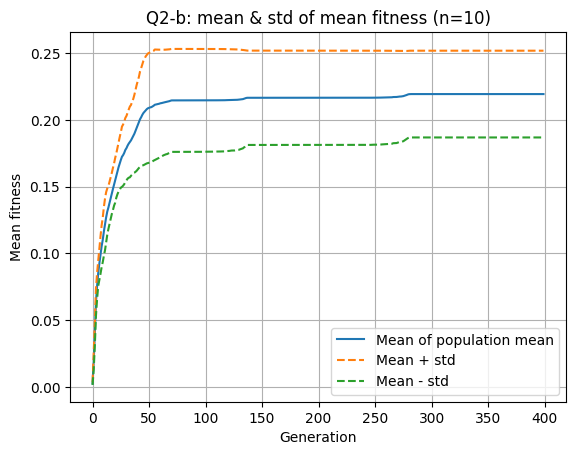 Q2-b: mean & std of mean fitness (n=10)
Mean fitness
0.25
0.20
0.15
0.10
0.05
0.00
Mean of population mean
Mean + std
Mean - std
0 50 100 150 200 250 300 350 400
Generation